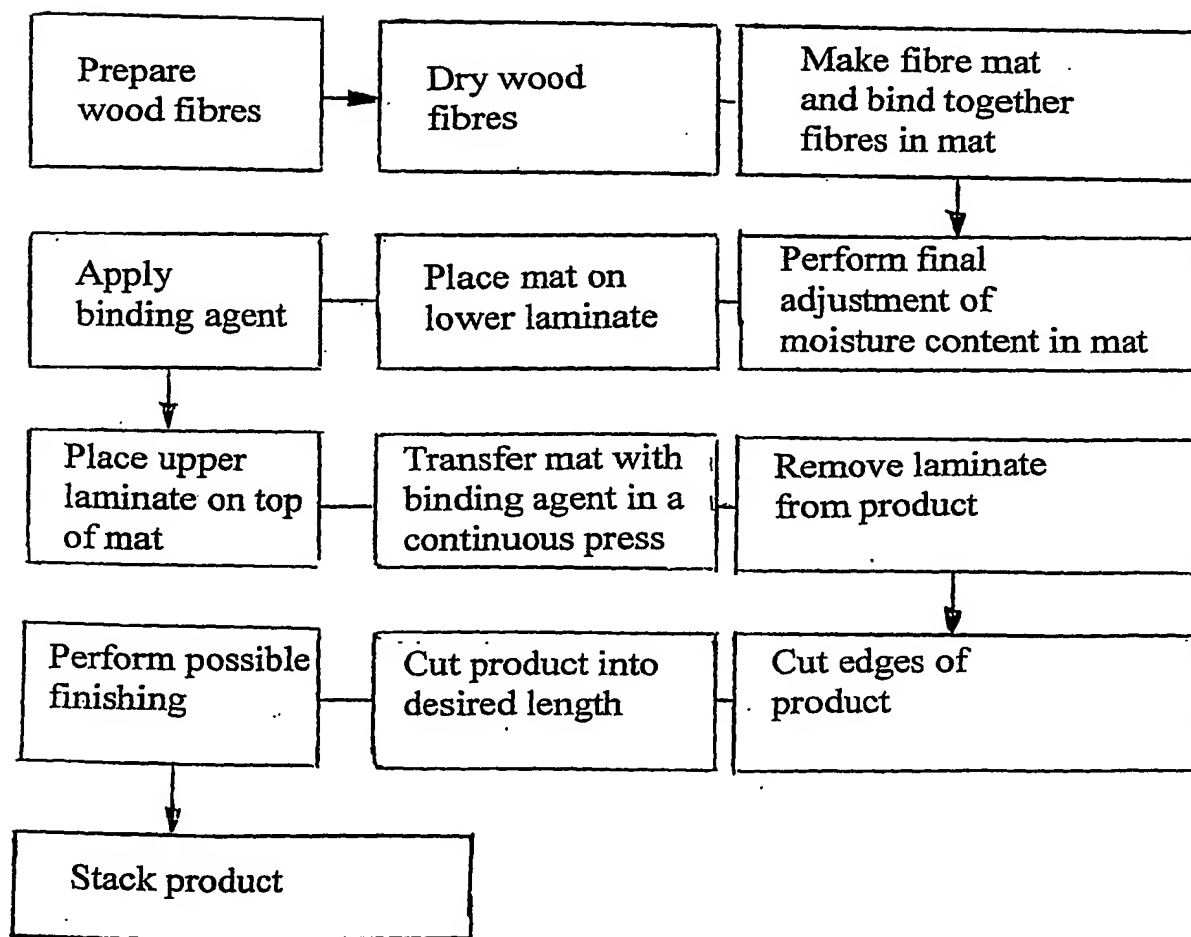 Prepare
wood fibres
Dry wood
fibres
Make fibre mat
and bind together
fibres in mat
Perform final
adjustment of
moisture content in mat
Place mat on
lower laminate
Apply
binding agent
Place upper
laminate on top
of mat
Transfer mat with
binding agent in a
continuous press
Remove laminate
from product
Cut edges of
product
Cut product into
desired length
Perform possible
finishing
Stack product